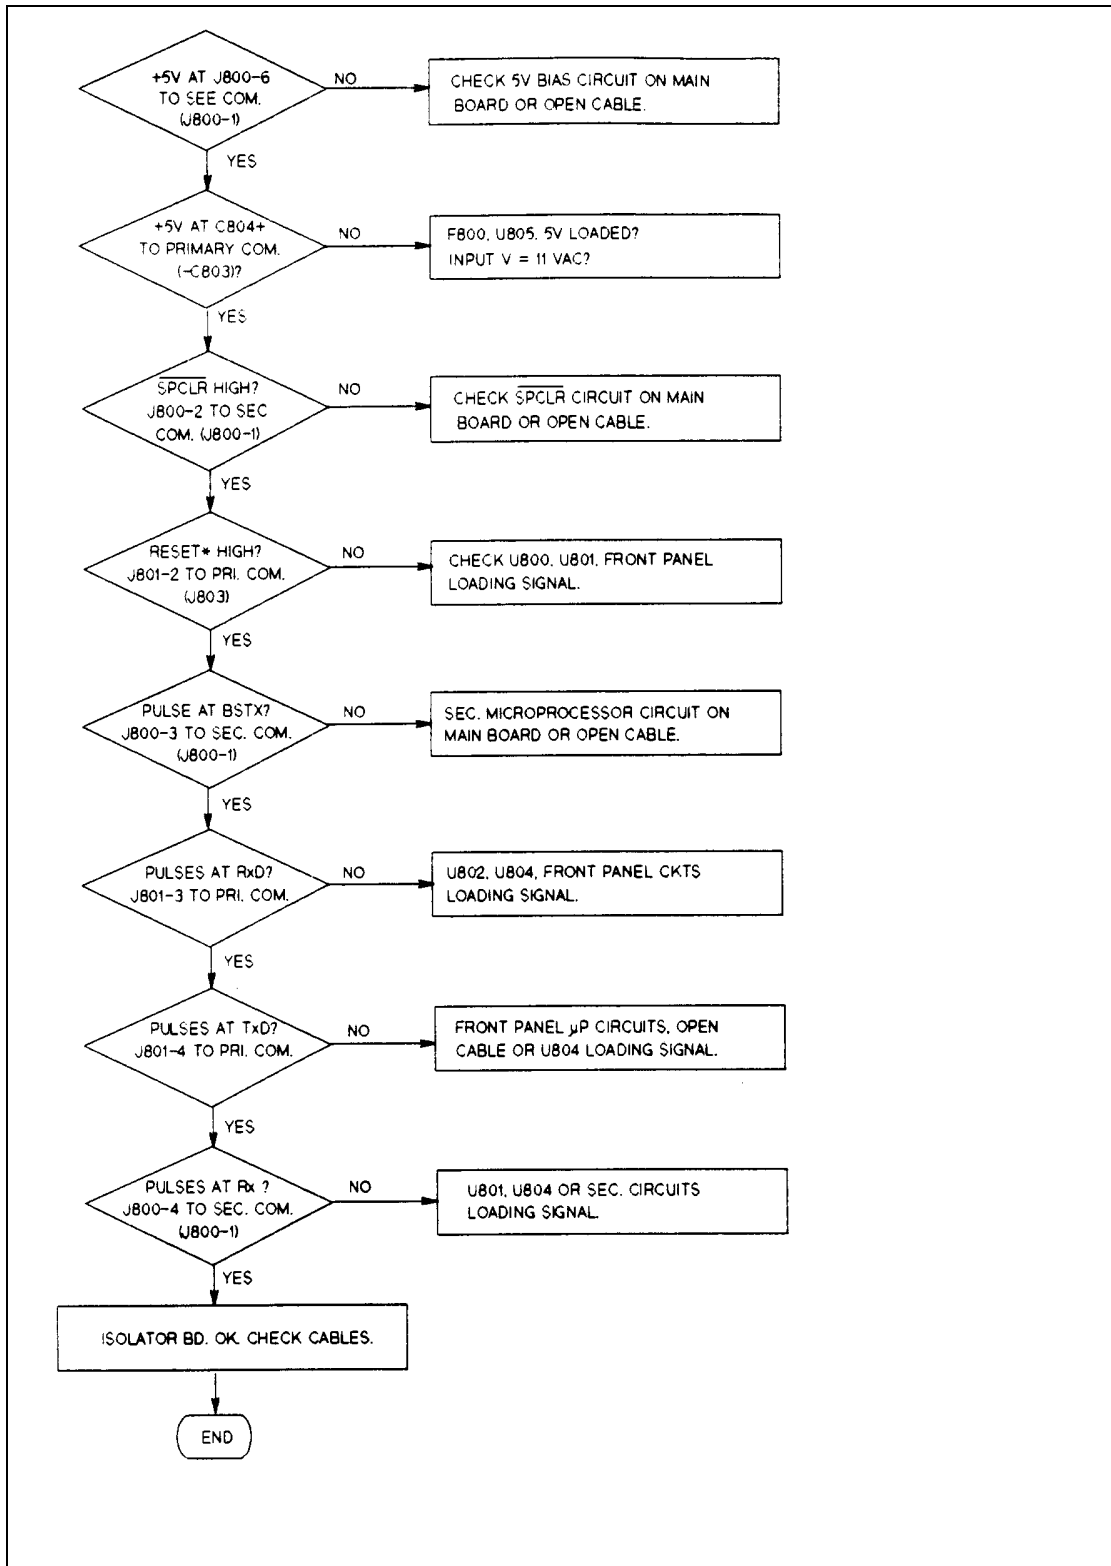 +5V AT J800-6
TO SEE COM.
(J800-1)
NO
CHECK 5V BIAS CIRCUIT ON MAIN
BOARD OR OPEN CABLE.
YES
+5V AT C804+
TO PRIMARY COM.
(-C803)?
NO
F800, U805, 5V LOADED?
INPUT V = 11 VAC?
YES
S̅P̅C̅L̅R̅ HIGH?
J800-2 TO SEC
COM. (J800-1)
NO
CHECK S̅P̅C̅L̅R̅ CIRCUIT ON MAIN
BOARD OR OPEN CABLE.
YES
RESET* HIGH?
J801-2 TO PRI. COM.
(J803)
NO
CHECK U800, U801, FRONT PANEL
LOADING SIGNAL.
YES
PULSE AT BSTX?
J800-3 TO SEC. COM.
(J800-1)
NO
SEC. MICROPROCESSOR CIRCUIT ON
MAIN BOARD OR OPEN CABLE.
YES
PULSES AT RxD?
J801-3 TO PRI. COM.
NO
U802, U804, FRONT PANEL CKTS
LOADING SIGNAL.
YES
PULSES AT TxD?
J801-4 TO PRI. COM.
NO
FRONT PANEL µP CIRCUITS, OPEN
CABLE OR U804 LOADING SIGNAL.
YES
PULSES AT Rx ?
J800-4 TO SEC. COM.
(J800-1)
NO
U801, U804 OR SEC. CIRCUITS
LOADING SIGNAL.
YES
ISOLATOR BD. OK. CHECK CABLES.
END